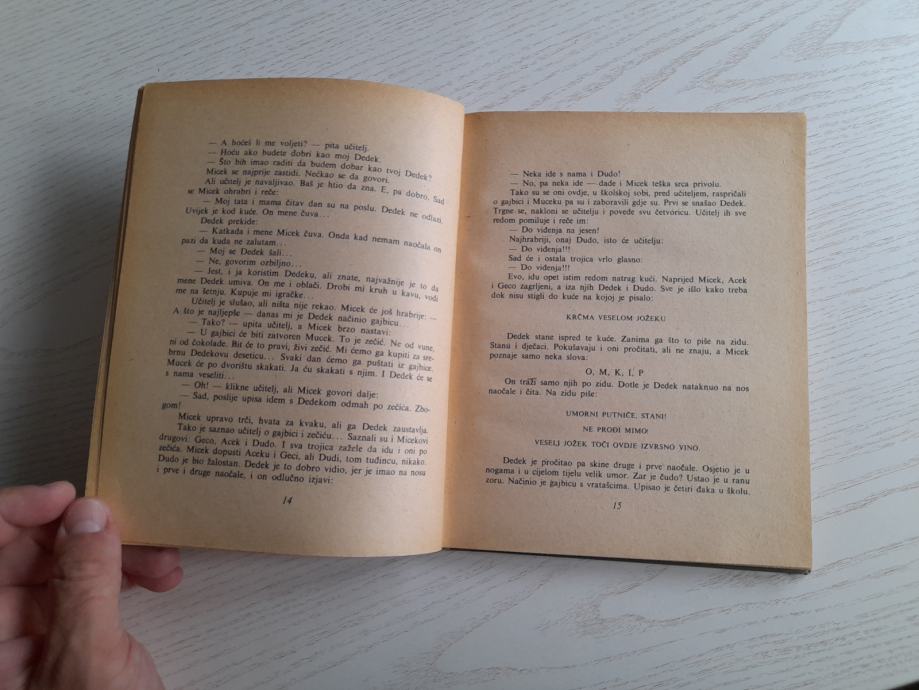 — A hoćeš li me voljeti? — pita učitelj.
— Hoću ako budete dobri kao moj Dedek.
— Što bih imao raditi da budem dobar kao tvoj Dedek?
Micek se najprije zastidi. Nećkao se da govori.
Ali učitelj je navaljivao. Baš je htio da zna. E, pa dobro. Sad
se Micek ohrabri i reče:
— Moj tata i mama čitav dan su na poslu. Dedek ne odlazi.
Uvijek je kod kuće. On mene čuva...
Dedek prekide:
— Katkada i mene Micek čuva. Onda kad nemam naočala on
pazi da kuda ne zalutam...
— Moj se Dedek šali...
— Ne, govorim ozbiljno...
— Jest, i ja koristim Dedeku, ali znate, najvažnije je to da
mene Dedek umiva. On me i oblači. Drobi mi kruh u kavu, vodi
me na šetnju. Kupuje mi igračke...
Učitelj je slušao, ali ništa nije rekao. Micek će još hrabrije: —
A što je najljepše — danas mi je Dedek načinio gajbicu...
— Tako? — upita učitelj, a Micek brzo nastavi:
— U gajbici će biti zatvoren Mucek. To je zečić. Ne od vune,
ni od čokolade. Bit će to pravi, živi zečić. Mi ćemo ga kupiti za sre-
brnu Dedekovu deseticu... Svaki dan ćemo ga puštati iz gajbice.
Mucek će po dvorištu skakati. Ja ću skakati s njim. I Dedek će se
s nama veseliti...
— Oh! — klikne učitelj, ali Micek govori dalje:
— Sad, poslije upisa idem s Dedekom odmah po zečića. Zbo-
gom!
Micek upravo trči, hvata za kvaku, ali ga Dedek zaustavlja.
Tako je saznao učitelj o gajbici i zečiću... Saznali su i Micekovi
drugovi: Geco, Acek i Dudo. I sva trojica zažele da idu i oni po
zečića. Micek dopusti Aceku i Geci, ali Dudi, tom tudincu, nikako.
Dudo je bio žalostan. Dedek je to dobro vidio, jer je imao na nosu
i prve i druge naočale, i on odlučno izjavi:
14
— Neka ide s nama i Dudo!
— No, pa neka ide — dade i Micek teška srca privolu.
Tako su se oni ovdje, u školskoj sobi, pred učiteljem, raspričali
o gajbici i Muceku pa su i zaboravili gdje su. Prvi se snašao Dedek.
Trgne se, nakloni se učitelju i povede svu četvoricu. Učitelj ih sve
redom pomiluje i reče im:
— Do viđenja na jesen!
Najhrabriji, onaj Dudo, isto će učitelju:
— Do viđenja!!!
Sad će i ostala trojica vrlo glasno:
— Do viđenja!!!
Evo, idu opet istim redom natrag kući. Naprijed Micek, Acek
i Geco zagrljeni, a iza njih Dedek i Dudo. Sve je išlo kako treba
dok nisu stigli do kuće na kojoj je pisalo:
KRČMA VESELOM JOŽEKU
Dedek stane ispred te kuće. Zanima ga što to piše na zidu.
Stanu i dječaci. Pokušavaju i oni pročitati, ali ne znaju, a Micek
poznaje samo neka slova:
O, M, K, I, P
On traži samo njih po zidu. Dotle je Dedek nataknuo na nos
naočale i čita. Na zidu piše:
UMORNI PUTNIČE, STANI!
NE PROĐI MIMO!
VESELI JOŽEK TOČI OVDJE IZVRSNO VINO.
Dedek je pročitao pa skine druge i prve naočale. Osjetio je u
nogama i u cijelom tijelu velik umor. Zar je čudo? Ustao je u ranu
zoru. Načinio je gajbicu s vratašcima. Upisao je četiri đaka u školu.
15